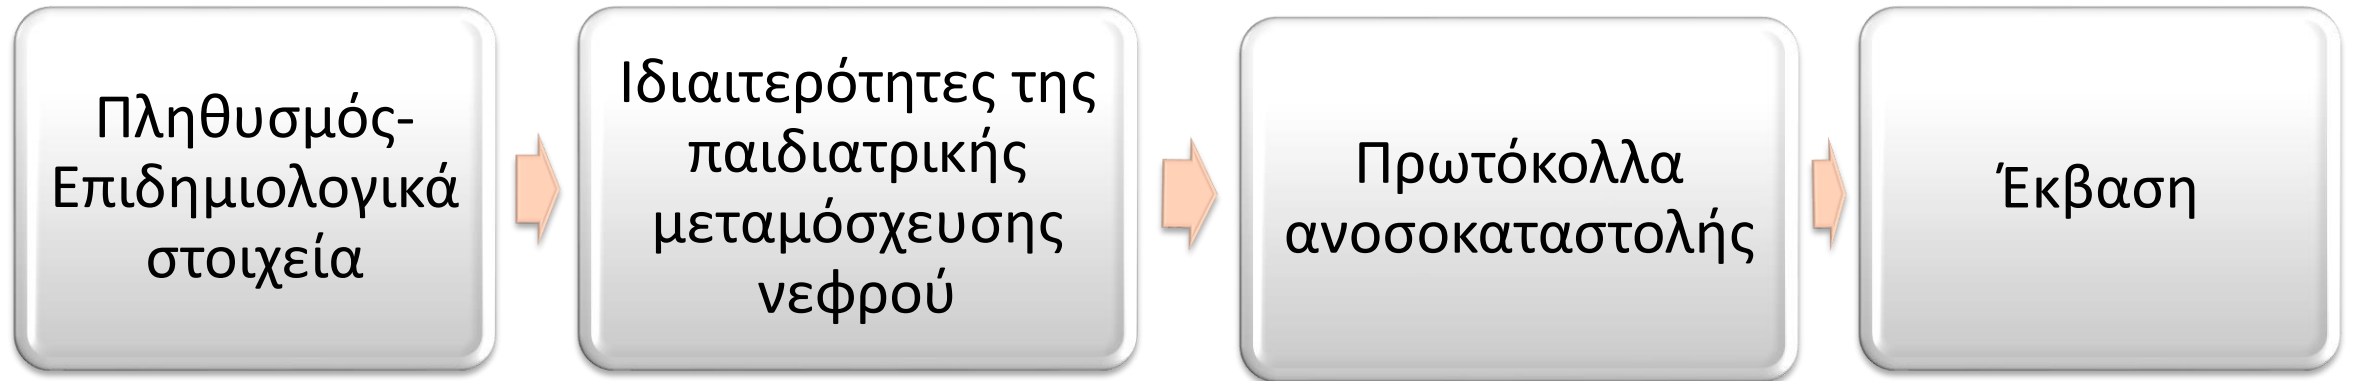 Πληθυσμός-
Επιδημιολογικά
στοιχεία
Ιδιαιτερότητες της
παιδιατρικής
μεταμόσχευσης
νεφρού
Πρωτόκολλα
ανοσοκαταστολής
Έκβαση